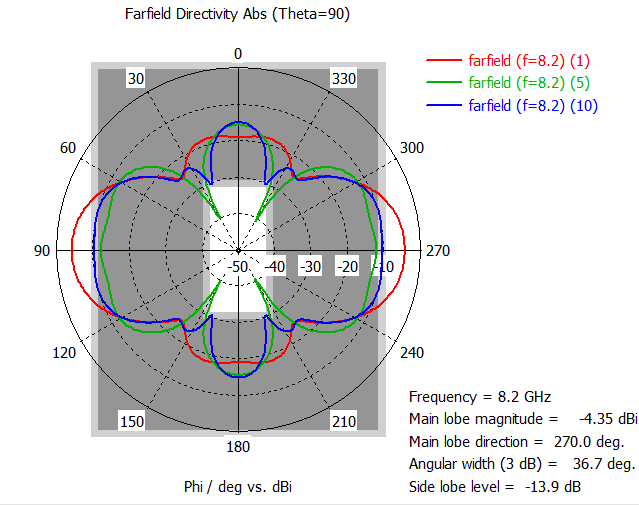 Farfield Directivity Abs (Theta=90)
0
30
330
farfield (f=8.2) (1)
farfield (f=8.2) (5)
farfield (f=8.2) (10)
60
300
90
-50
-40
-30
-20
-10
270
120
240
150
210
180
Frequency = 8.2 GHz
Main lobe magnitude = -4.35 dBi
Main lobe direction = 270.0 deg.
Angular width (3 dB) = 36.7 deg.
Side lobe level = -13.9 dB
Phi / deg vs. dBi